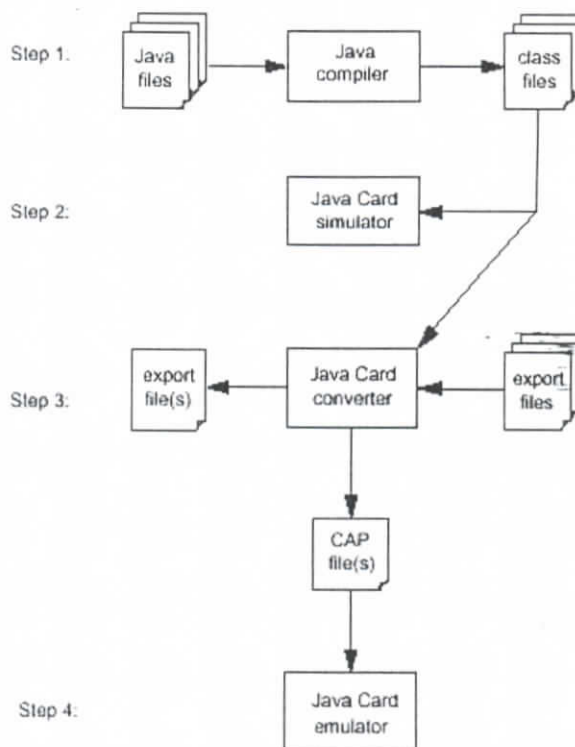 Step 1.
Java
files
Java
compiler
class
files
Step 2:
Java Card
simulator
Step 3:
export
file(s)
Java Card
converter
export
files
CAP
file(s)
Step 4:
Java Card
emulator